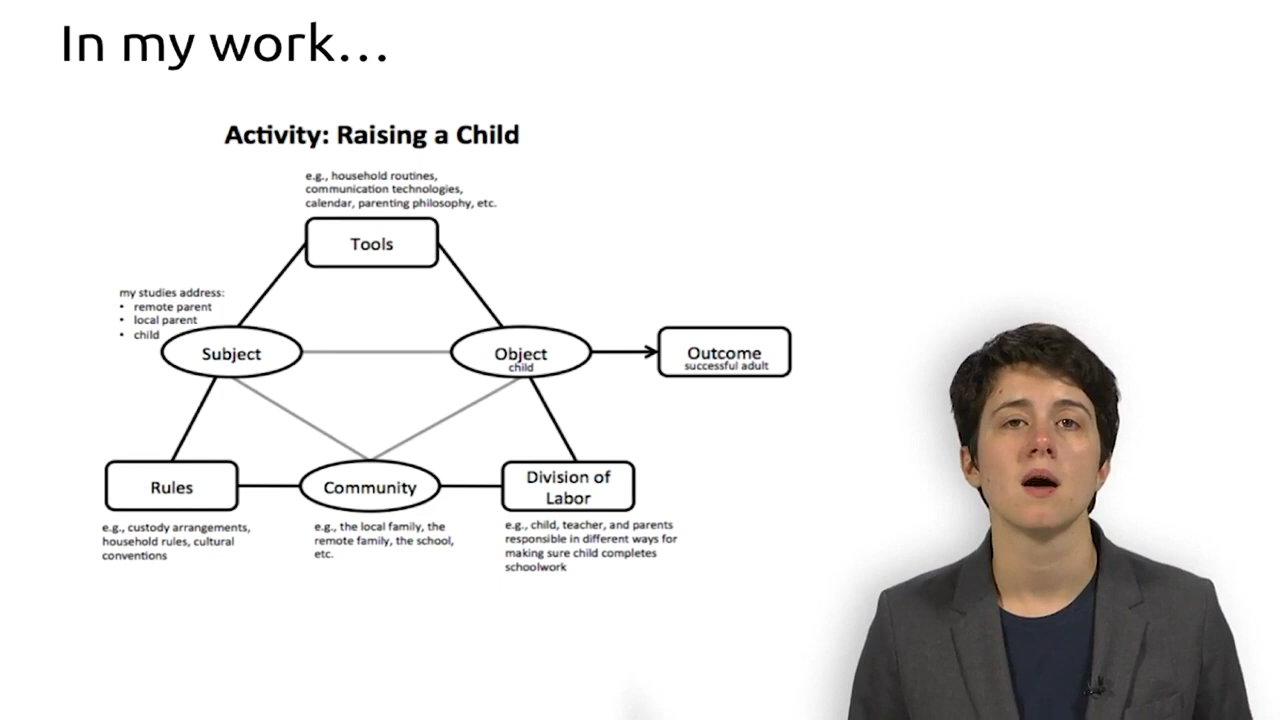 In my work...
Activity: Raising a Child
e.g., household routines,
communication technologies,
calendar, parenting philosophy, etc.
Tools
my studies address:
• remote parent
• local parent
• child
Subject
Object
child
Outcome
successful adult
Rules
Community
Division of
Labor
e.g., custody arrangements,
household rules, cultural
conventions
e.g., the local family, the
remote family, the school,
etc.
e.g., child, teacher, and parents
responsible in different ways for
making sure child completes
schoolwork